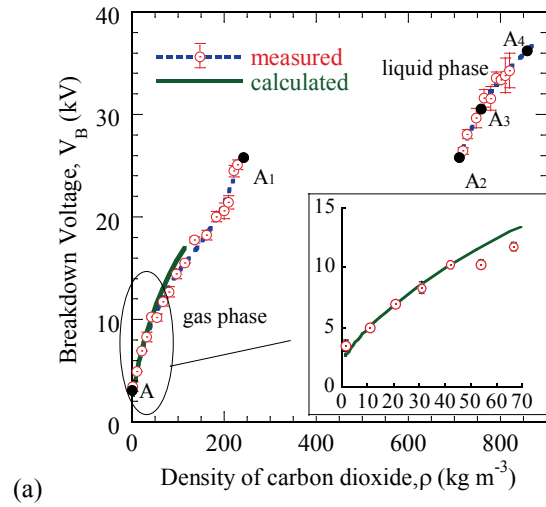 (a)
Breakdown Voltage, V_B (kV)
40
30
20
10
0
measured
calculated
A4
liquid phase
A3
A1
A2
gas phase
A
15
10
5
0
0 10 20 30 40 50 60 70
0 200 400 600 800
Density of carbon dioxide,ρ (kg m⁻³)